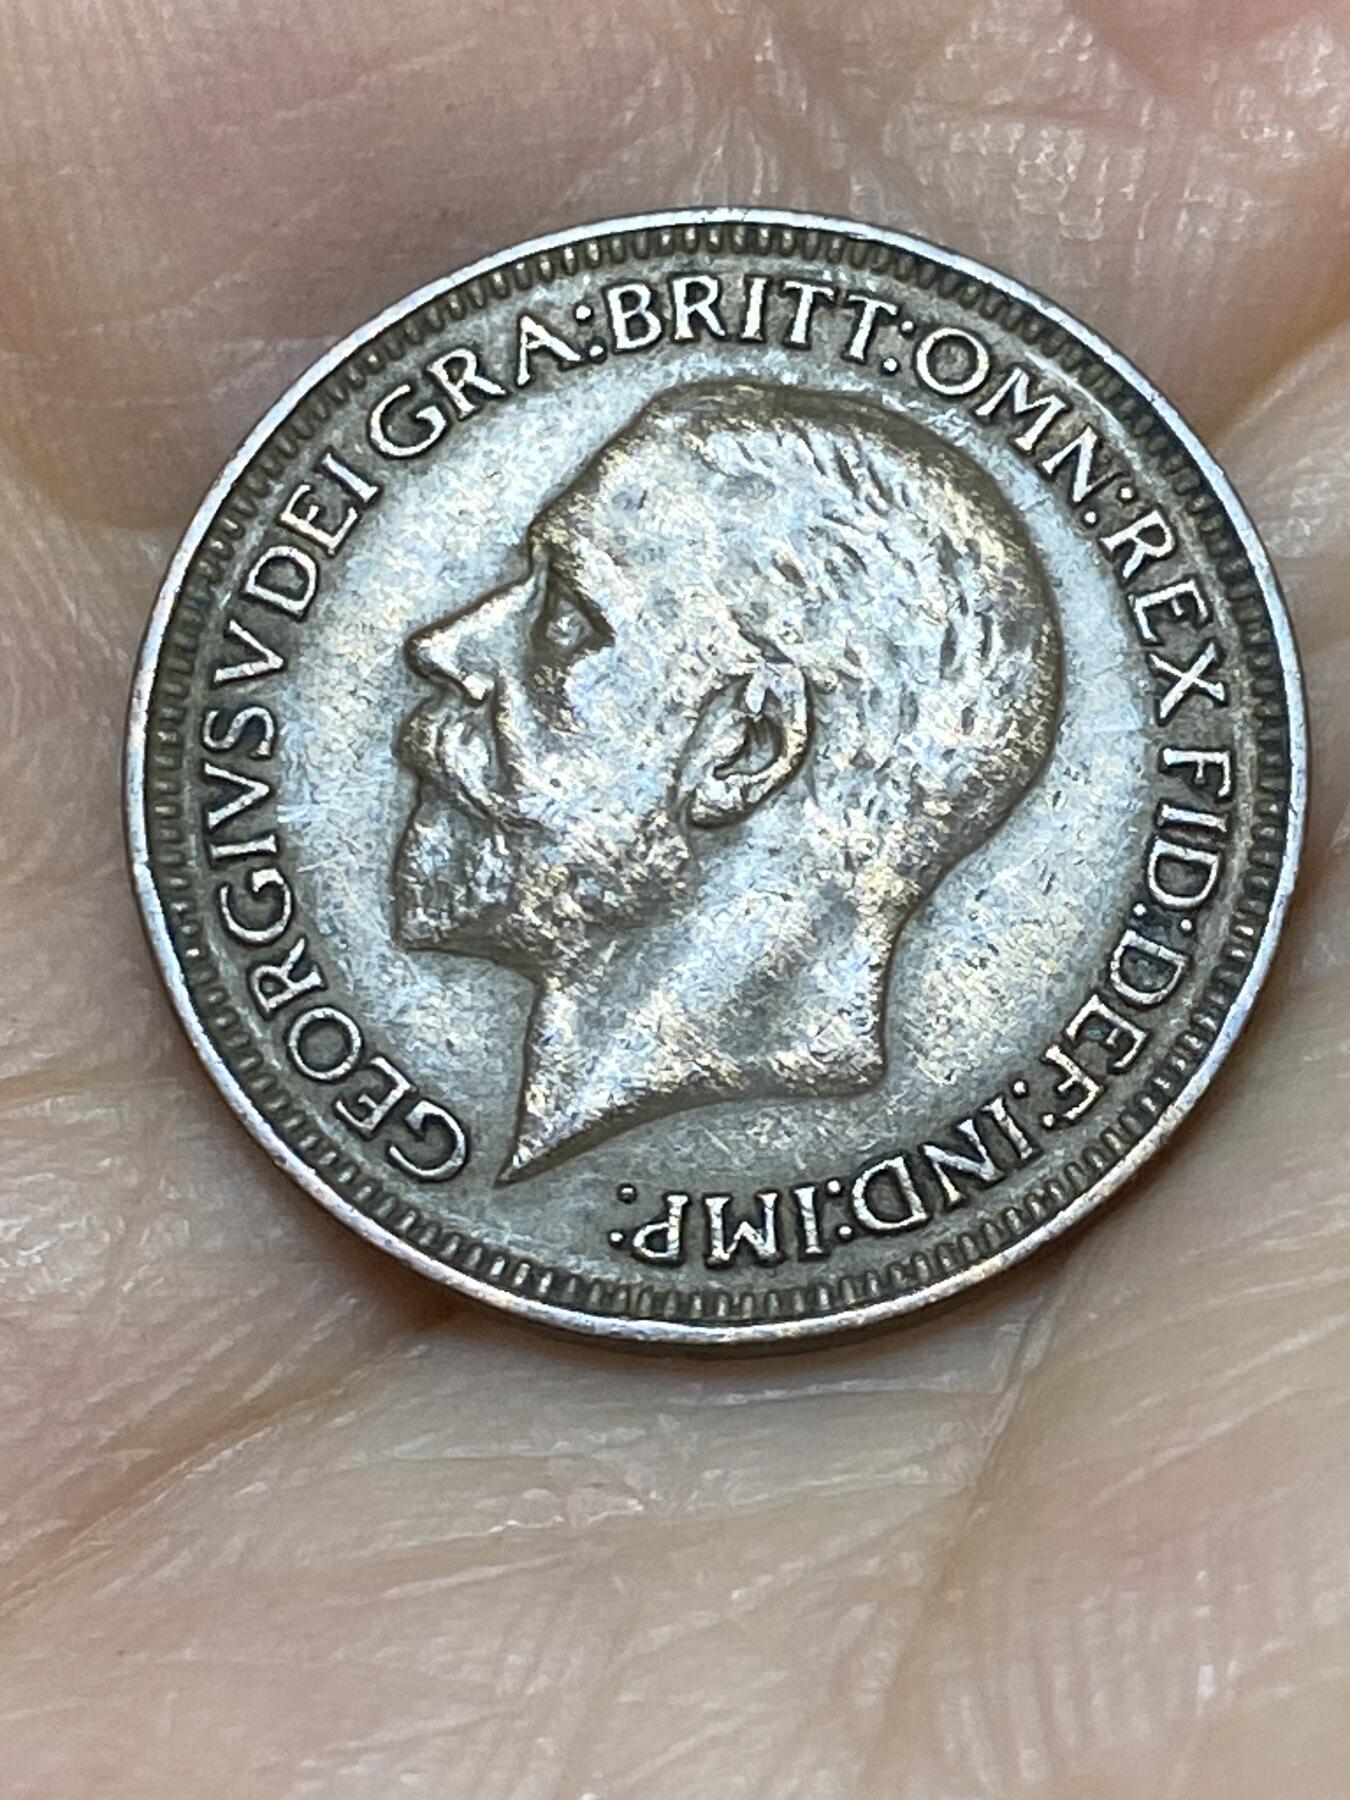 GEORGIVS V DEI GRA:BRITT:OMN:REX FID:DEF:IND:IMP: